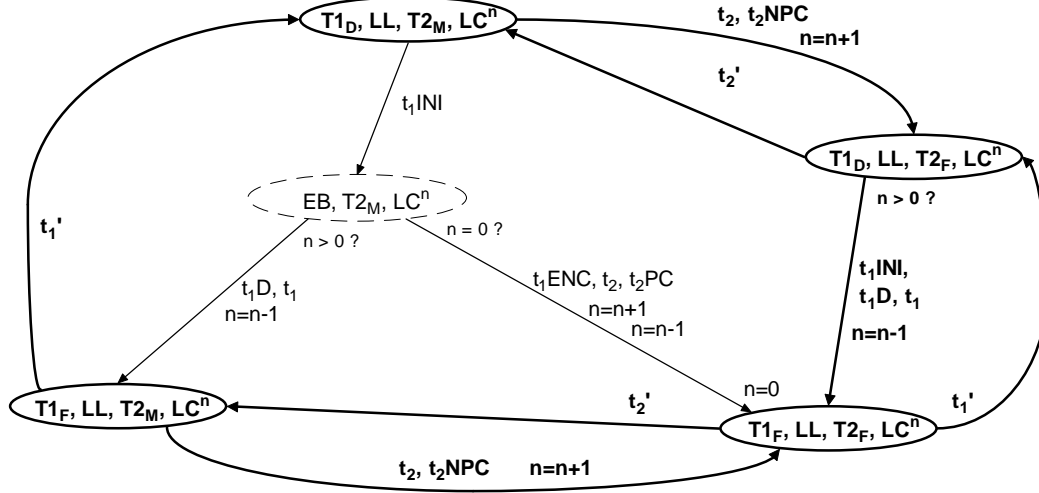 T1D, LL, T2M, LCn
t2, t2NPC
n=n+1
t2'
t1INI
T1D, LL, T2F, LCn
n > 0 ?
EB, T2M, LCn
n > 0 ?
n = 0 ?
t1'
t1INI,
t1D, t1
n=n-1
t1D, t1
n=n-1
t1ENC, t2, t2PC
n=n+1
n=n-1
n=0
T1F, LL, T2M, LCn
t2'
T1F, LL, T2F, LCn
t1'
t2, t2NPC n=n+1